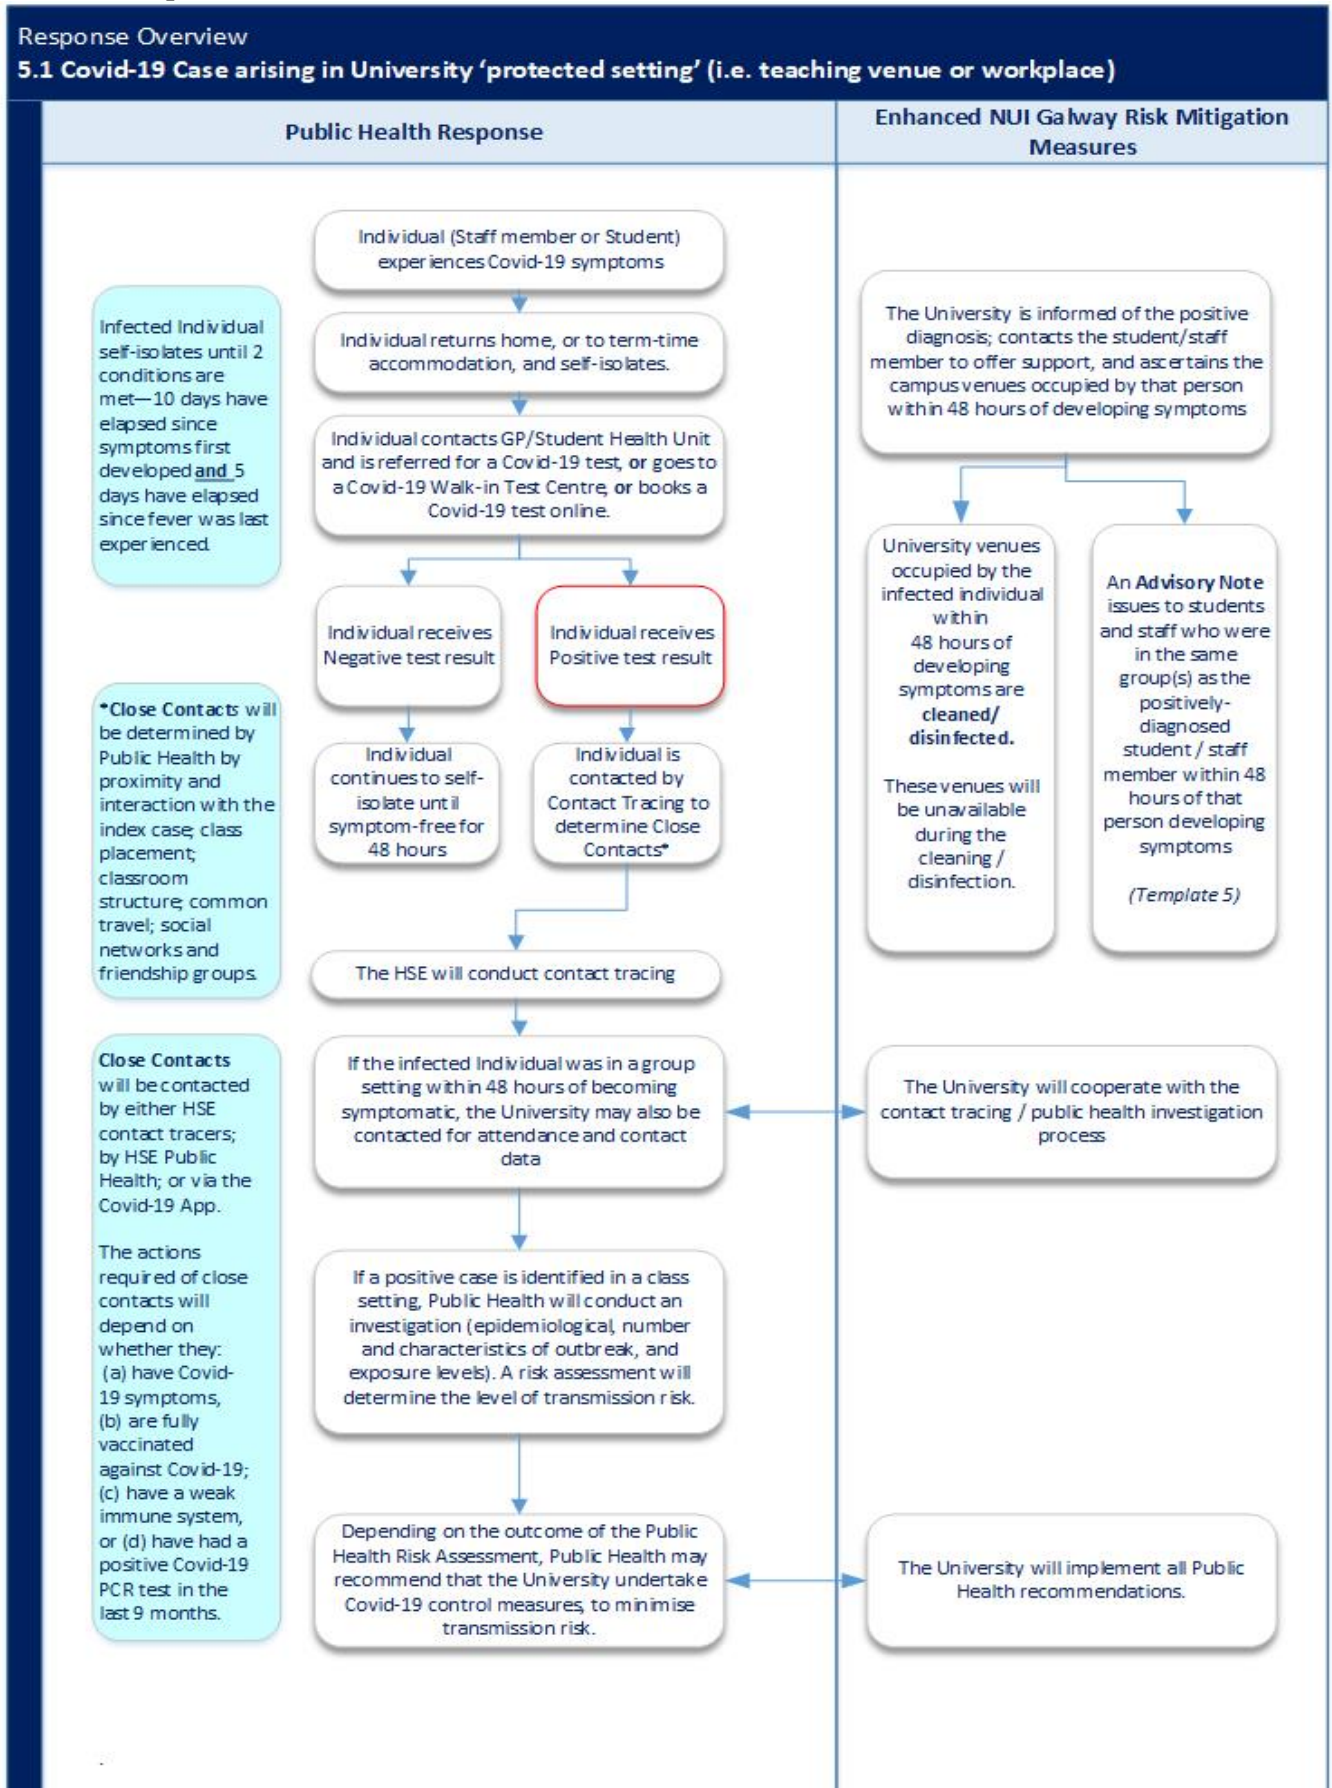 Response Overview
5.1 Covid-19 Case arising in University ‘protected setting’ (i.e. teaching venue or workplace)
Public Health Response
Enhanced NUI Galway Risk Mitigation
Measures
Individual (Staff member or Student)
experiences Covid-19 symptoms
Individual returns home, or to term-time
accommodation, and self-isolates.
Individual contacts GP/Student Health Unit
and is referred for a Covid-19 test, or goes to
a Covid-19 Walk-in Test Centre, or books a
Covid-19 test online.
Infected Individual
self-isolates until 2
conditions are
met—10 days have
elapsed since
symptoms first
developed and 5
days have elapsed
since fever was last
experienced.
Individual receives
Negative test result
Individual receives
Positive test result
Individual
continues to self-
isolate until
symptom-free for
48 hours
Individual is
contacted by
Contact Tracing to
determine Close
Contacts*
*Close Contacts will
be determined by
Public Health by
proximity and
interaction with the
index case; class
placement;
classroom
structure; common
travel; social
networks and
friendship groups.
The HSE will conduct contact tracing
If the infected Individual was in a group
setting within 48 hours of becoming
symptomatic, the University may also be
contacted for attendance and contact
data
If a positive case is identified in a class
setting, Public Health will conduct an
investigation (epidemiological, number
and characteristics of outbreak, and
exposure levels). A risk assessment will
determine the level of transmission risk.
Depending on the outcome of the Public
Health Risk Assessment, Public Health may
recommend that the University undertake
Covid-19 control measures, to minimise
transmission risk.
Close Contacts
will be contacted
by either HSE
contact tracers;
by HSE Public
Health; or via the
Covid-19 App.
The actions
required of close
contacts will
depend on
whether they:
(a) have Covid-
19 symptoms,
(b) are fully
vaccinated
against Covid-19;
(c) have a weak
immune system,
or (d) have had a
positive Covid-19
PCR test in the
last 9 months.
The University is informed of the positive
diagnosis; contacts the student/staff
member to offer support, and ascertains the
campus venues occupied by that person
within 48 hours of developing symptoms
University venues
occupied by the
infected individual
within
48 hours of
developing
symptoms are
cleaned/
disinfected.
These venues will
be unavailable
during the
cleaning /
disinfection.
An Advisory Note
issues to students
and staff who were
in the same
group(s) as the
positively-
diagnosed
student / staff
member within 48
hours of that
person developing
symptoms
(Template 5)
The University will cooperate with the
contact tracing / public health investigation
process
The University will implement all Public
Health recommendations.